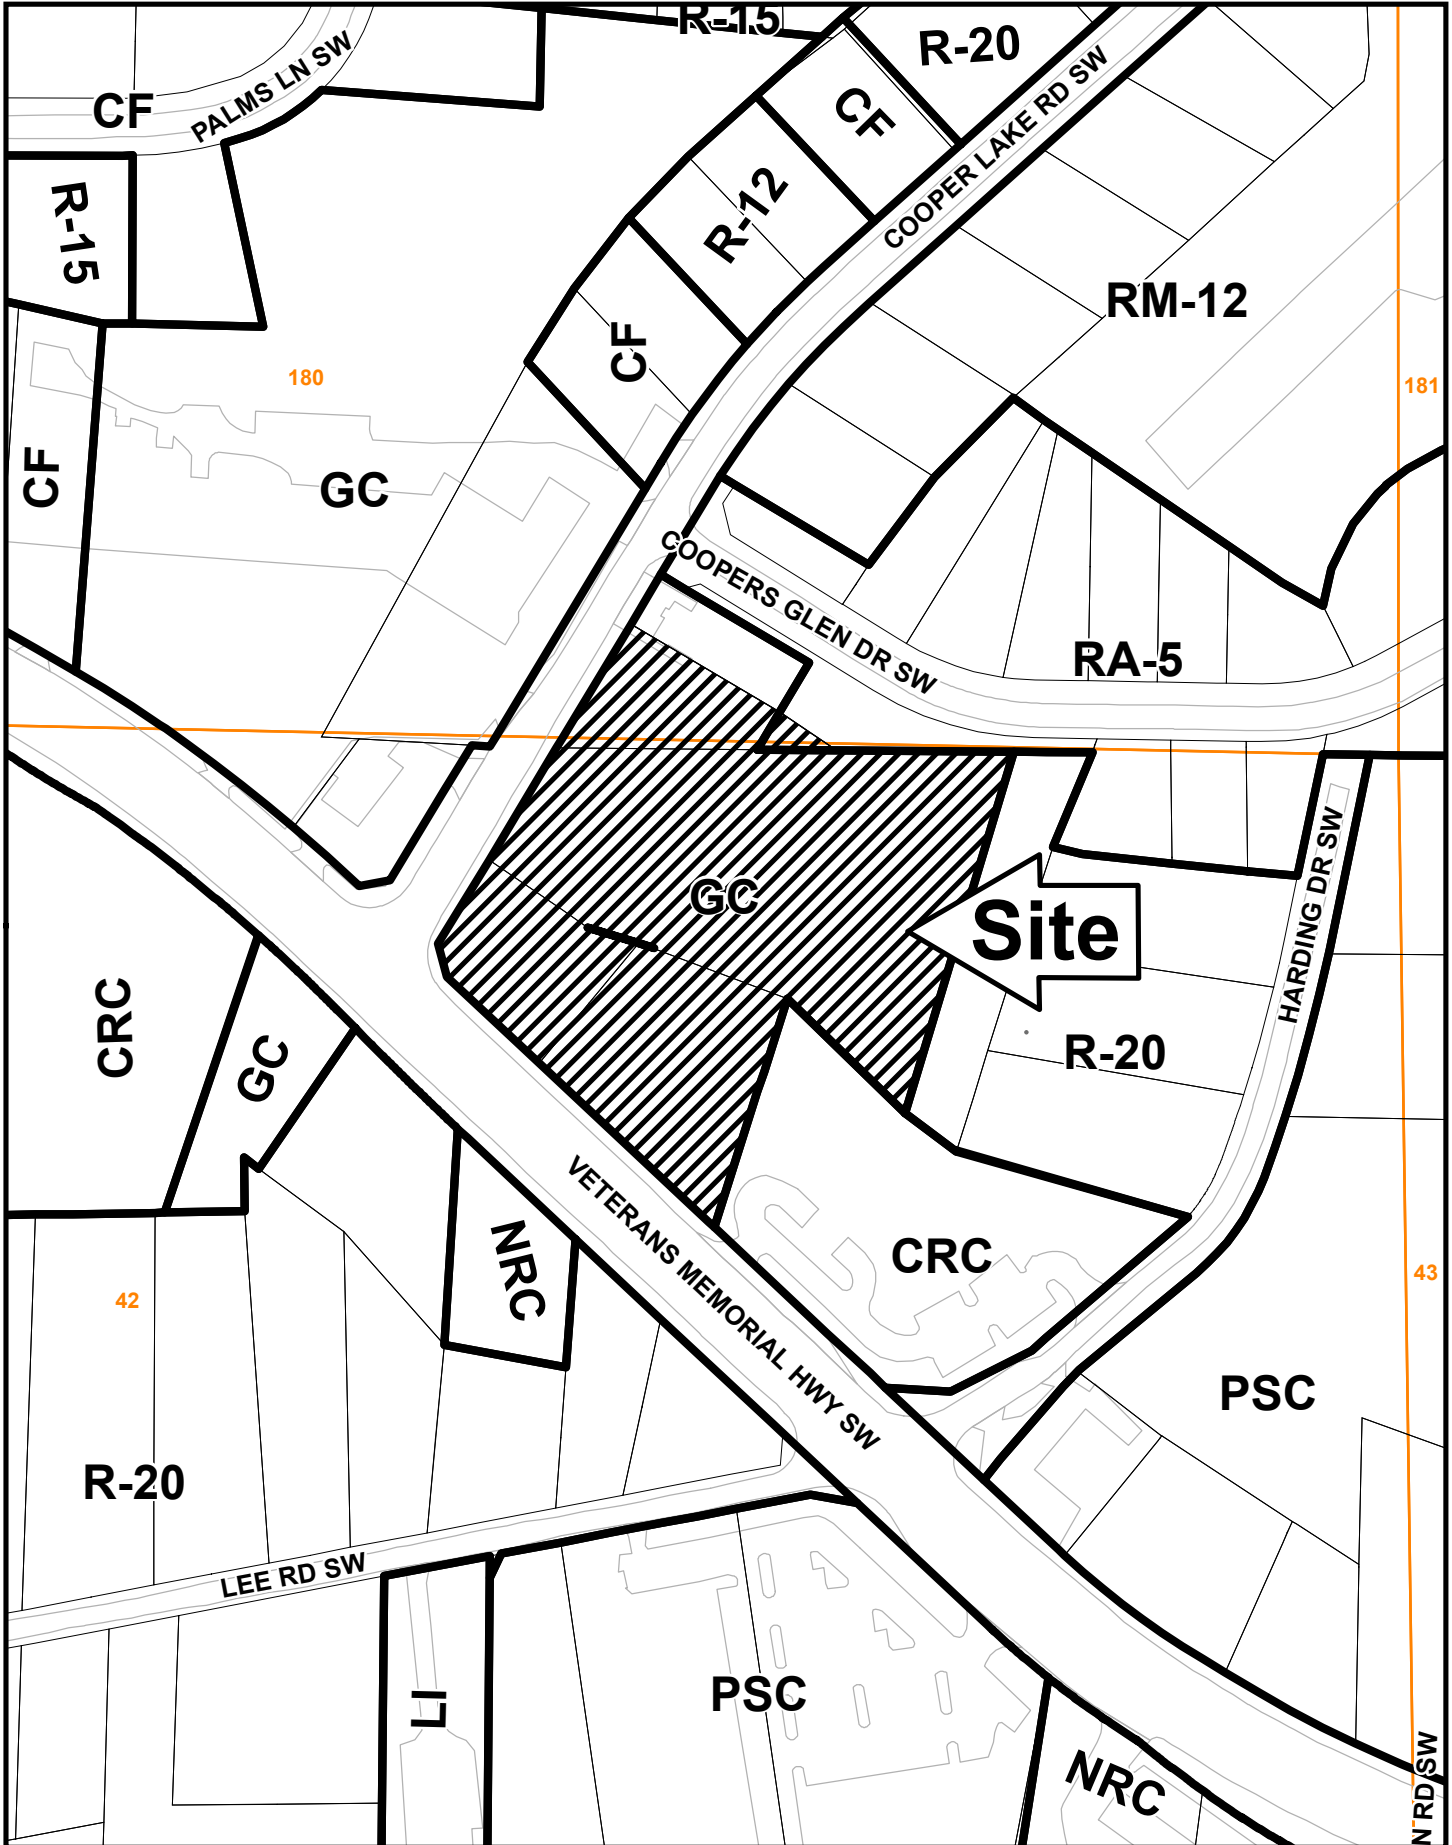 R-15
R-20
CF
PALMS LN SW
CF
COOPER LAKE RD SW
R-15
R-12
RM-12
CF
180
181
CF
GC
COOPERS GLEN DR SW
RA-5
GC
Site
HARDING DR SW
CRC
GC
R-20
VETERANS MEMORIAL HWY SW
NRC
CRC
42
43
PSC
R-20
LEE RD SW
LI
PSC
NRC
N RD SW